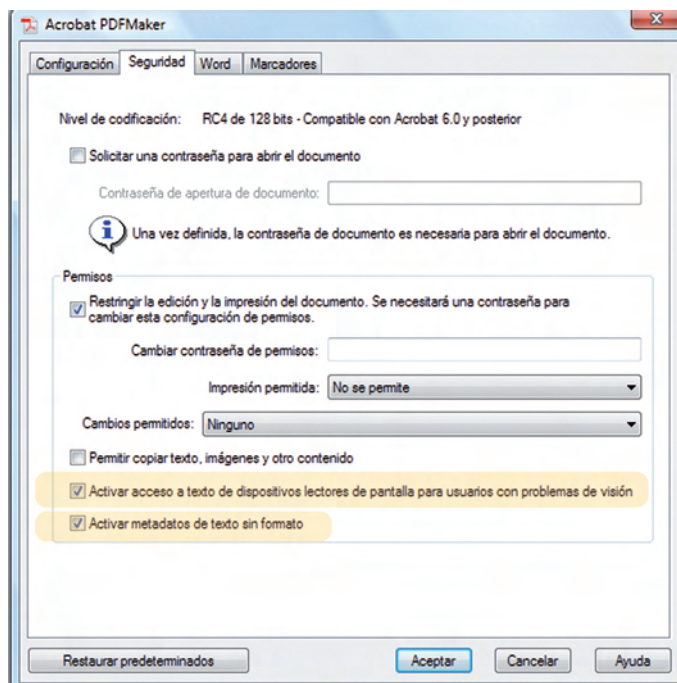 Acrobat PDFMaker
Configuración Seguridad Word Marcadores
Nivel de codificación: RC4 de 128 bits - Compatible con Acrobat 6.0 y posterior
Solicitar una contraseña para abrir el documento
Contraseña de apertura de documento:
Una vez definida, la contraseña de documento es necesaria para abrir el documento.
Permisos
Restringir la edición y la impresión del documento. Se necesitará una contraseña para
cambiar esta configuración de permisos.
Cambiar contraseña de permisos:
Impresión permitida: No se permite
Cambios permitidos: Ninguno
Permitir copiar texto, imágenes y otro contenido
Activar acceso a texto de dispositivos lectores de pantalla para usuarios con problemas de visión
Activar metadatos de texto sin formato
Restaurar predeterminados Aceptar Cancelar Ayuda